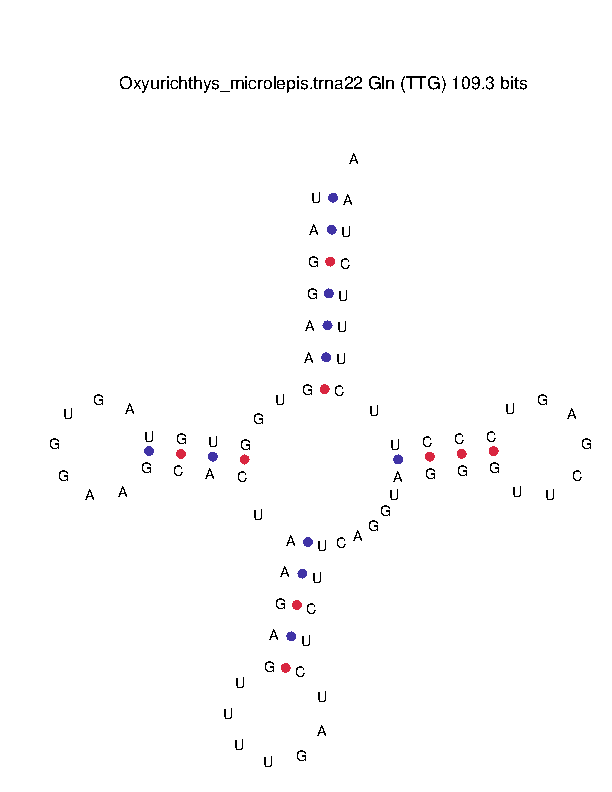 Oxyurichthys_microlepis.trna22 Gln (TTG) 109.3 bits
A
U A
A U
G C
G U
A U
A U
G C
G U G
U A G U U A
G U G U G U C C C G
G G C A C A G G G C
A A U U U
U G
G
A U C A
A U
G C
A U
G C
U
U
U
A
U
G
U